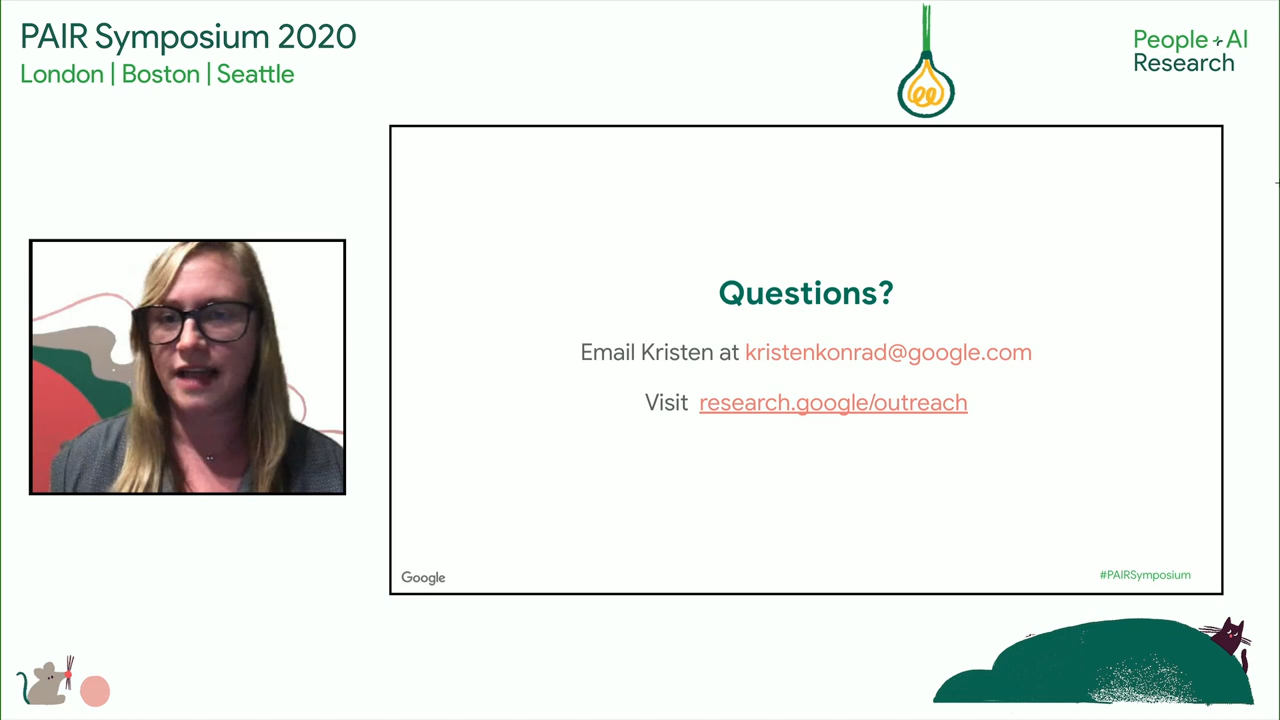 PAIR Symposium 2020
London | Boston | Seattle
People + AI
Research
Questions?
Email Kristen at kristenkonrad@google.com
Visit research.google/outreach
Google
#PAIRSymposium